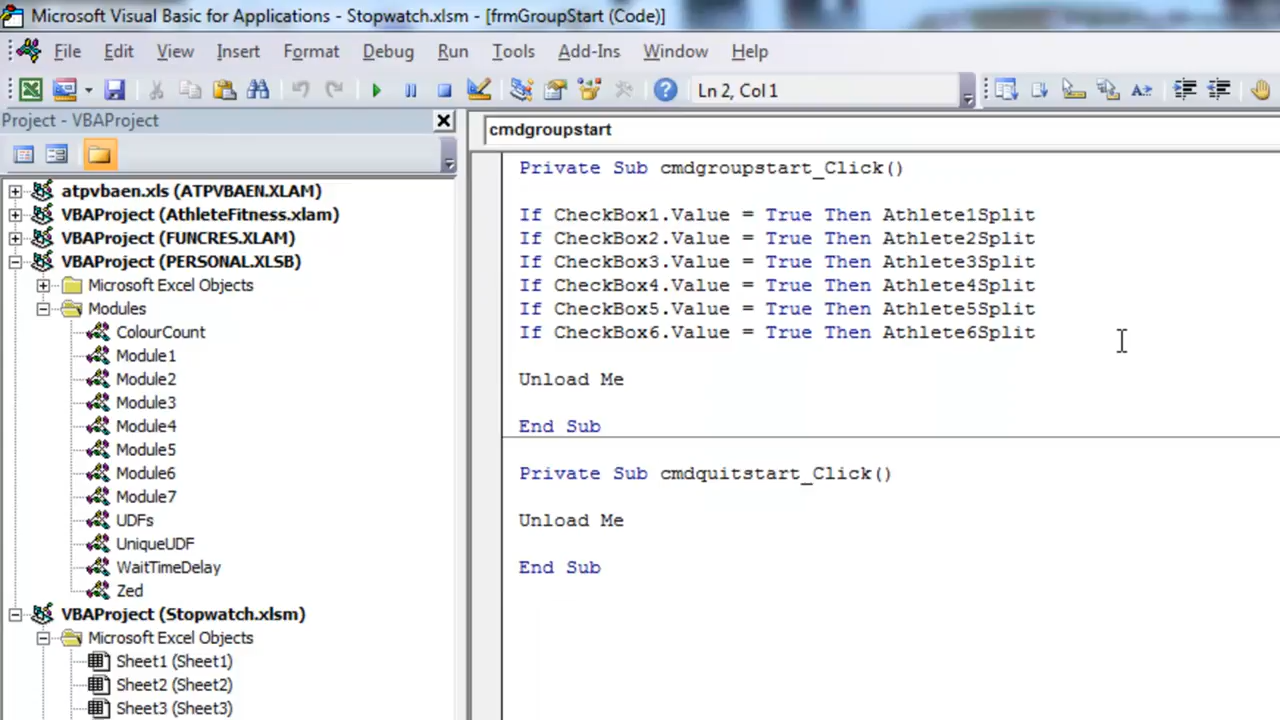 Microsoft Visual Basic for Applications - Stopwatch.xlsm - [frmGroupStart (Code)]
File Edit View Insert Format Debug Run Tools Add-Ins Window Help
Ln 2, Col 1
Project - VBAProject
cmdgroupstart
atpvbaen.xls (ATPVBAEN.XLAM)
VBAProject (AthleteFitness.xlam)
VBAProject (FUNCRES.XLAM)
VBAProject (PERSONAL.XLSB)
Microsoft Excel Objects
Modules
ColourCount
Module1
Module2
Module3
Module4
Module5
Module6
Module7
UDFs
UniqueUDF
WaitTimeDelay
Zed
VBAProject (Stopwatch.xlsm)
Microsoft Excel Objects
Sheet1 (Sheet1)
Sheet2 (Sheet2)
Sheet3 (Sheet3)
Private Sub cmdgroupstart_Click()
If CheckBox1.Value = True Then Athlete1Split
If CheckBox2.Value = True Then Athlete2Split
If CheckBox3.Value = True Then Athlete3Split
If CheckBox4.Value = True Then Athlete4Split
If CheckBox5.Value = True Then Athlete5Split
If CheckBox6.Value = True Then Athlete6Split
Unload Me
End Sub
Private Sub cmdquitstart_Click()
Unload Me
End Sub